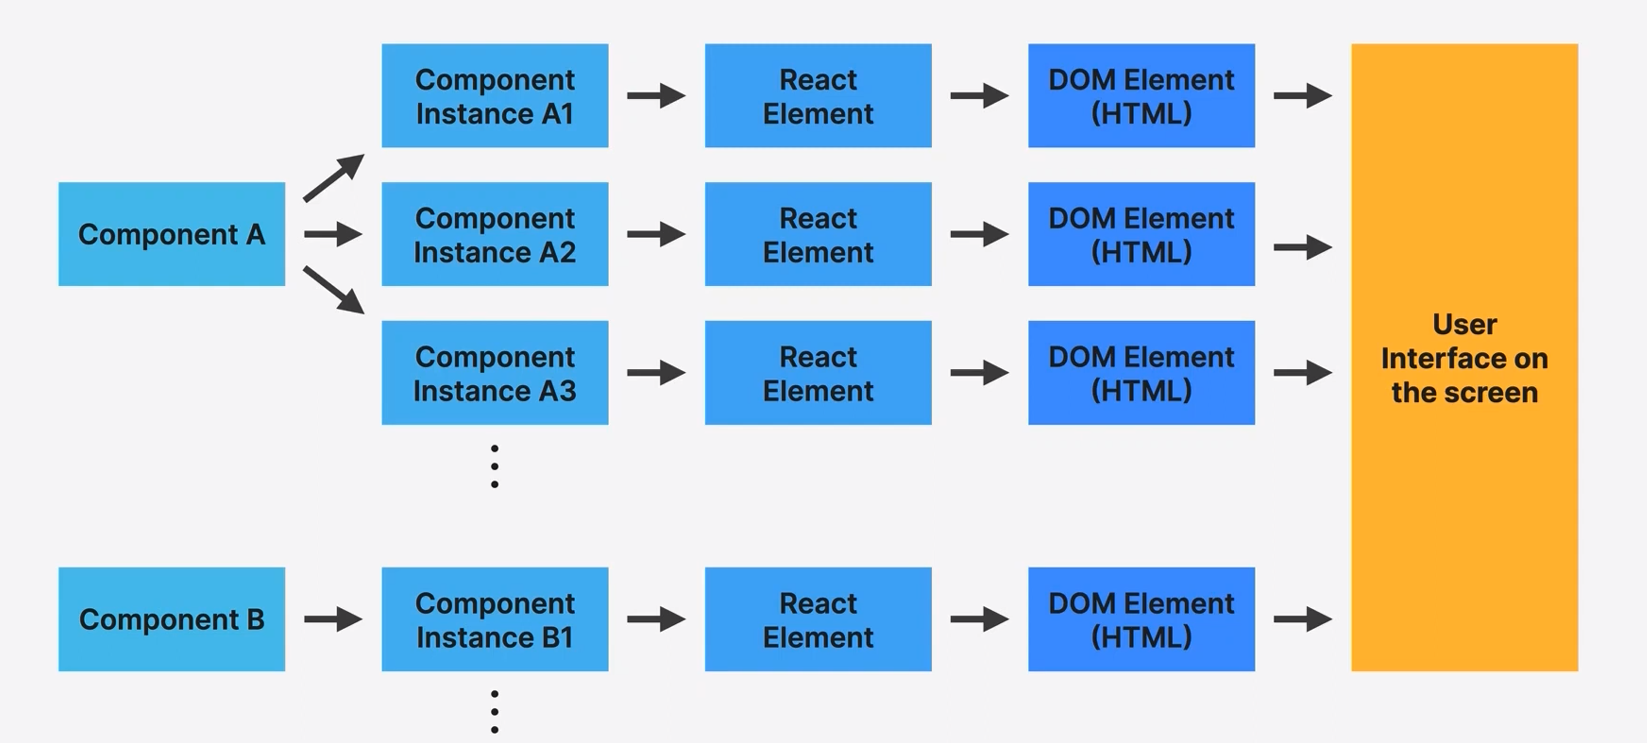 Component
Instance A1
React
Element
DOM Element
(HTML)
Component A
Component
Instance A2
React
Element
DOM Element
(HTML)
Component
Instance A3
React
Element
DOM Element
(HTML)
User
Interface on
the screen
Component B
Component
Instance B1
React
Element
DOM Element
(HTML)